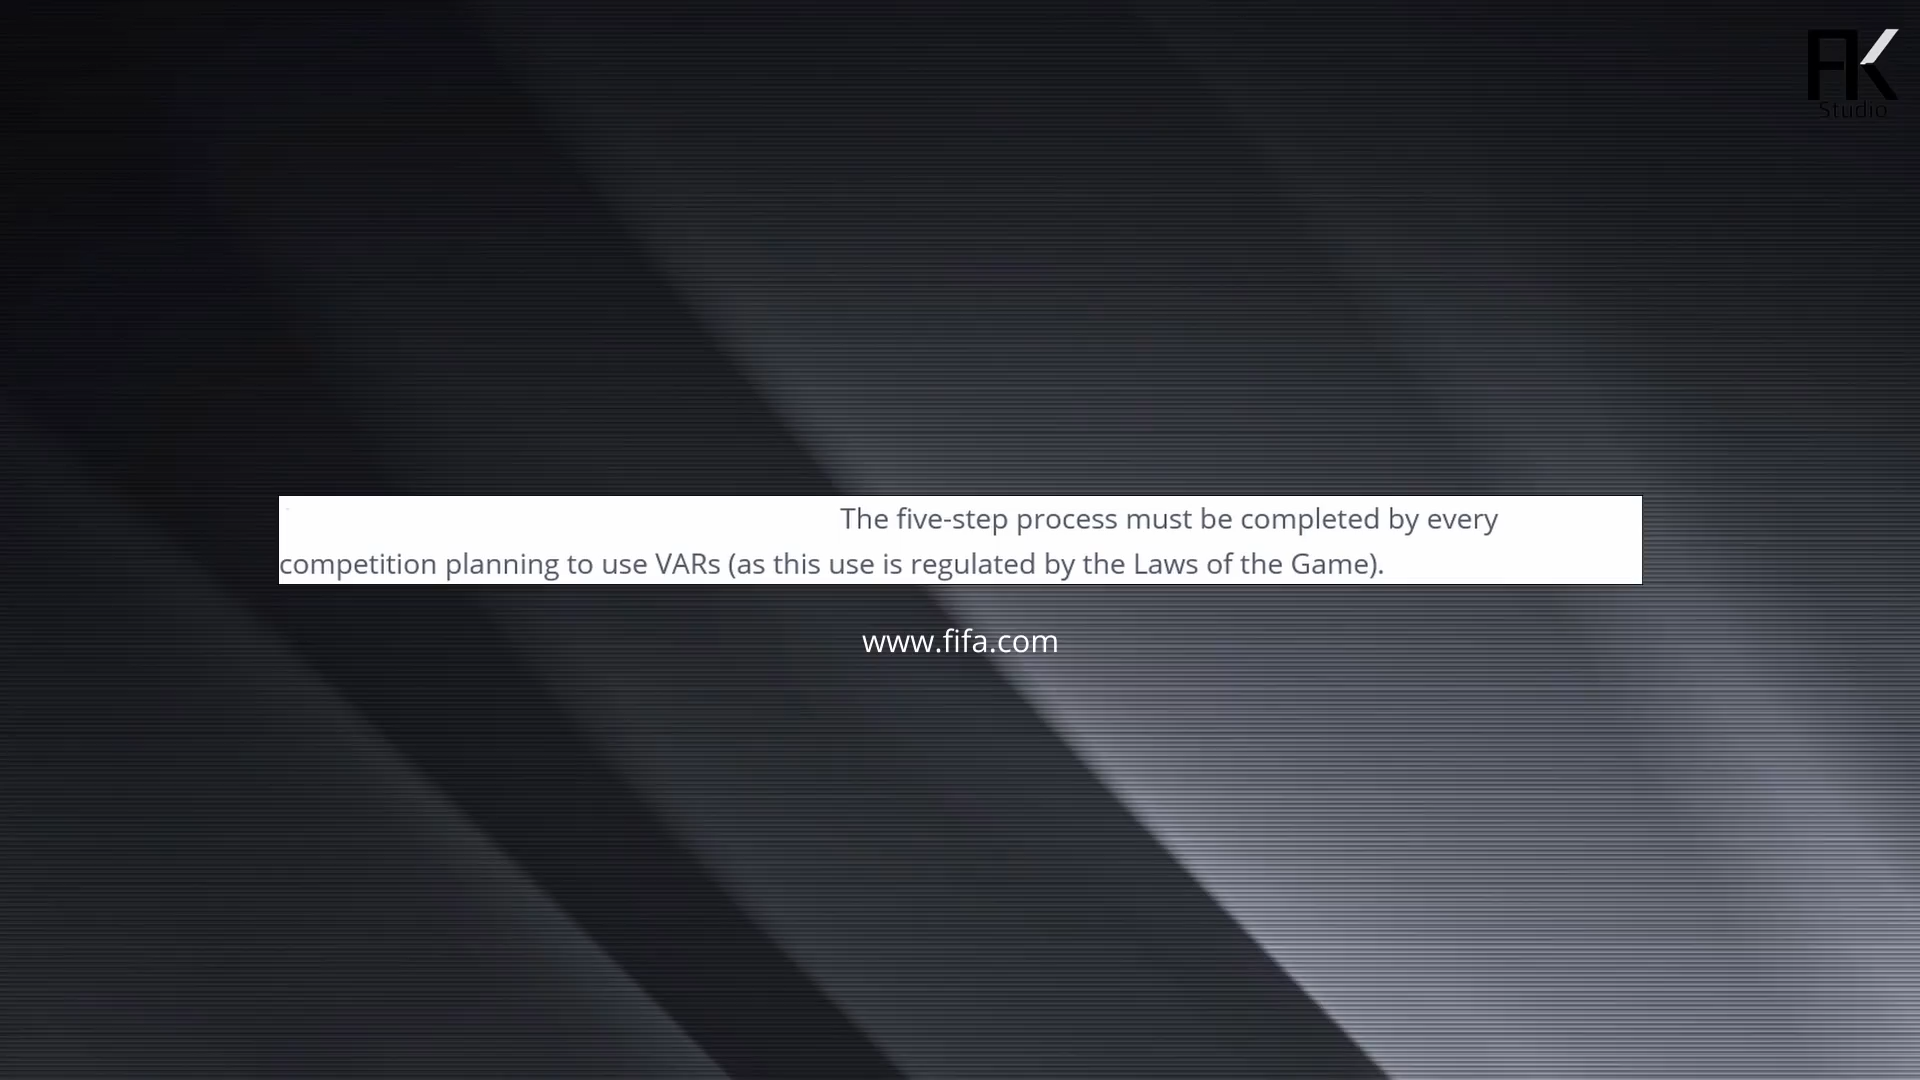 AK
Studio
The five-step process must be completed by every
competition planning to use VARs (as this use is regulated by the Laws of the Game).
www.fifa.com